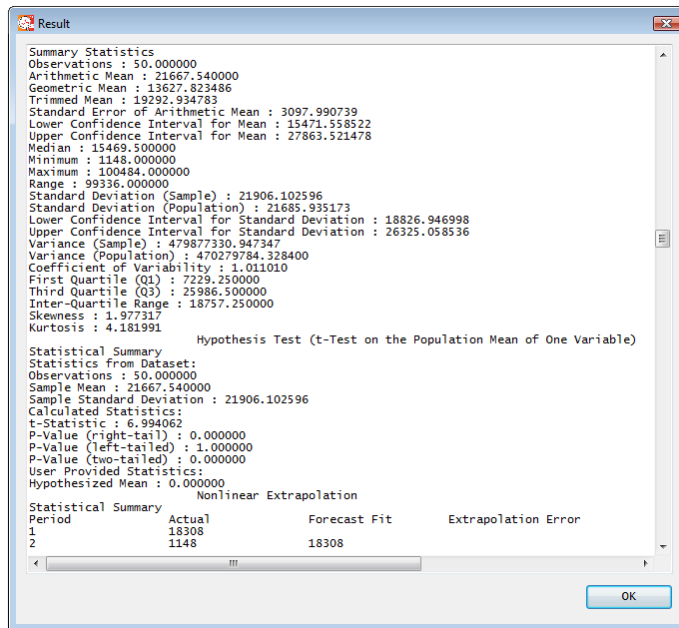 Result
Summary Statistics
Observations : 50.000000
Arithmetic Mean : 21667.540000
Geometric Mean : 13627.823486
Trimmed Mean : 19292.934783
Standard Error of Arithmetic Mean : 3097.990739
Lower Confidence Interval for Mean : 15471.558522
Upper Confidence Interval for Mean : 27863.521478
Median : 15469.500000
Minimum : 1148.000000
Maximum : 100484.000000
Range : 99336.000000
Standard Deviation (Sample) : 21906.102596
Standard Deviation (Population) : 21685.935173
Lower Confidence Interval for Standard Deviation : 18826.946998
Upper Confidence Interval for Standard Deviation : 26325.058536
Variance (Sample) : 479877330.947347
Variance (Population) : 470279784.328400
Coefficient of Variability : 1.011010
First Quartile (Q1) : 7229.250000
Third Quartile (Q3) : 25986.500000
Inter-Quartile Range : 18757.250000
Skewness : 1.977317
Kurtosis : 4.181991
Hypothesis Test (t-Test on the Population Mean of One Variable)
Statistical Summary
Statistics from Dataset:
Observations : 50.000000
Sample Mean : 21667.540000
Sample Standard Deviation : 21906.102596
Calculated Statistics:
t-Statistic : 6.994062
P-Value (right-tail) : 0.000000
P-Value (left-tailed) : 1.000000
P-Value (two-tailed) : 0.000000
User Provided Statistics:
Hypothesized Mean : 0.000000
Nonlinear Extrapolation
Statistical Summary
Period Actual Forecast Fit Extrapolation Error
1 18308
2 1148 18308
OK